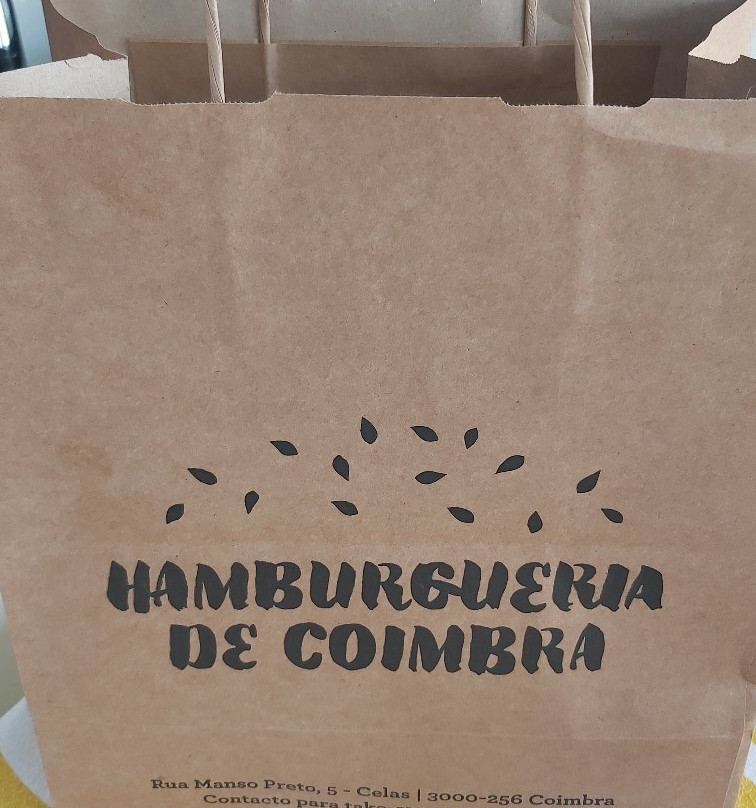 HAMBURGUERIA
DE COIMBRA
Rua Manso Preto, 5 - Celas | 3000-256 Coimbra
Contacto para